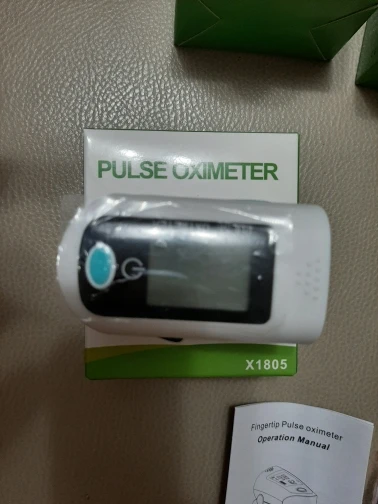 PULSE OXIMETER
X1805
Fingertip Pulse oximeter
Operation Manual